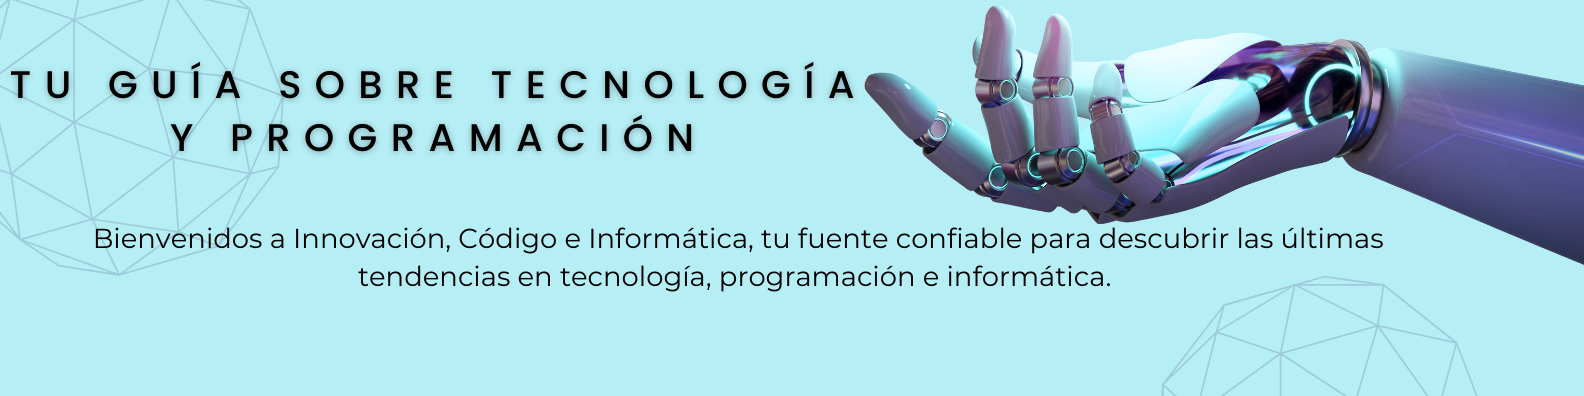 TU GUÍA SOBRE TECNOLOGÍA
Y PROGRAMACIÓN
Bienvenidos a Innovación, Código e Informática, tu fuente confiable para descubrir las últimas
tendencias en tecnología, programación e informática.